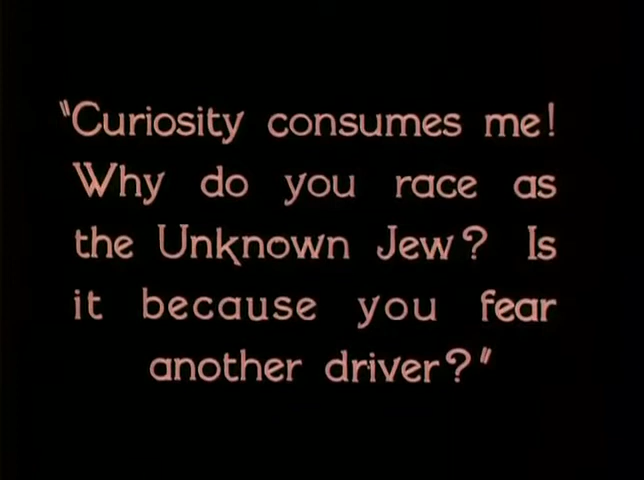 "Curiosity consumes me!
Why do you race as
the Unknown Jew? Is
it because you fear
another driver?"